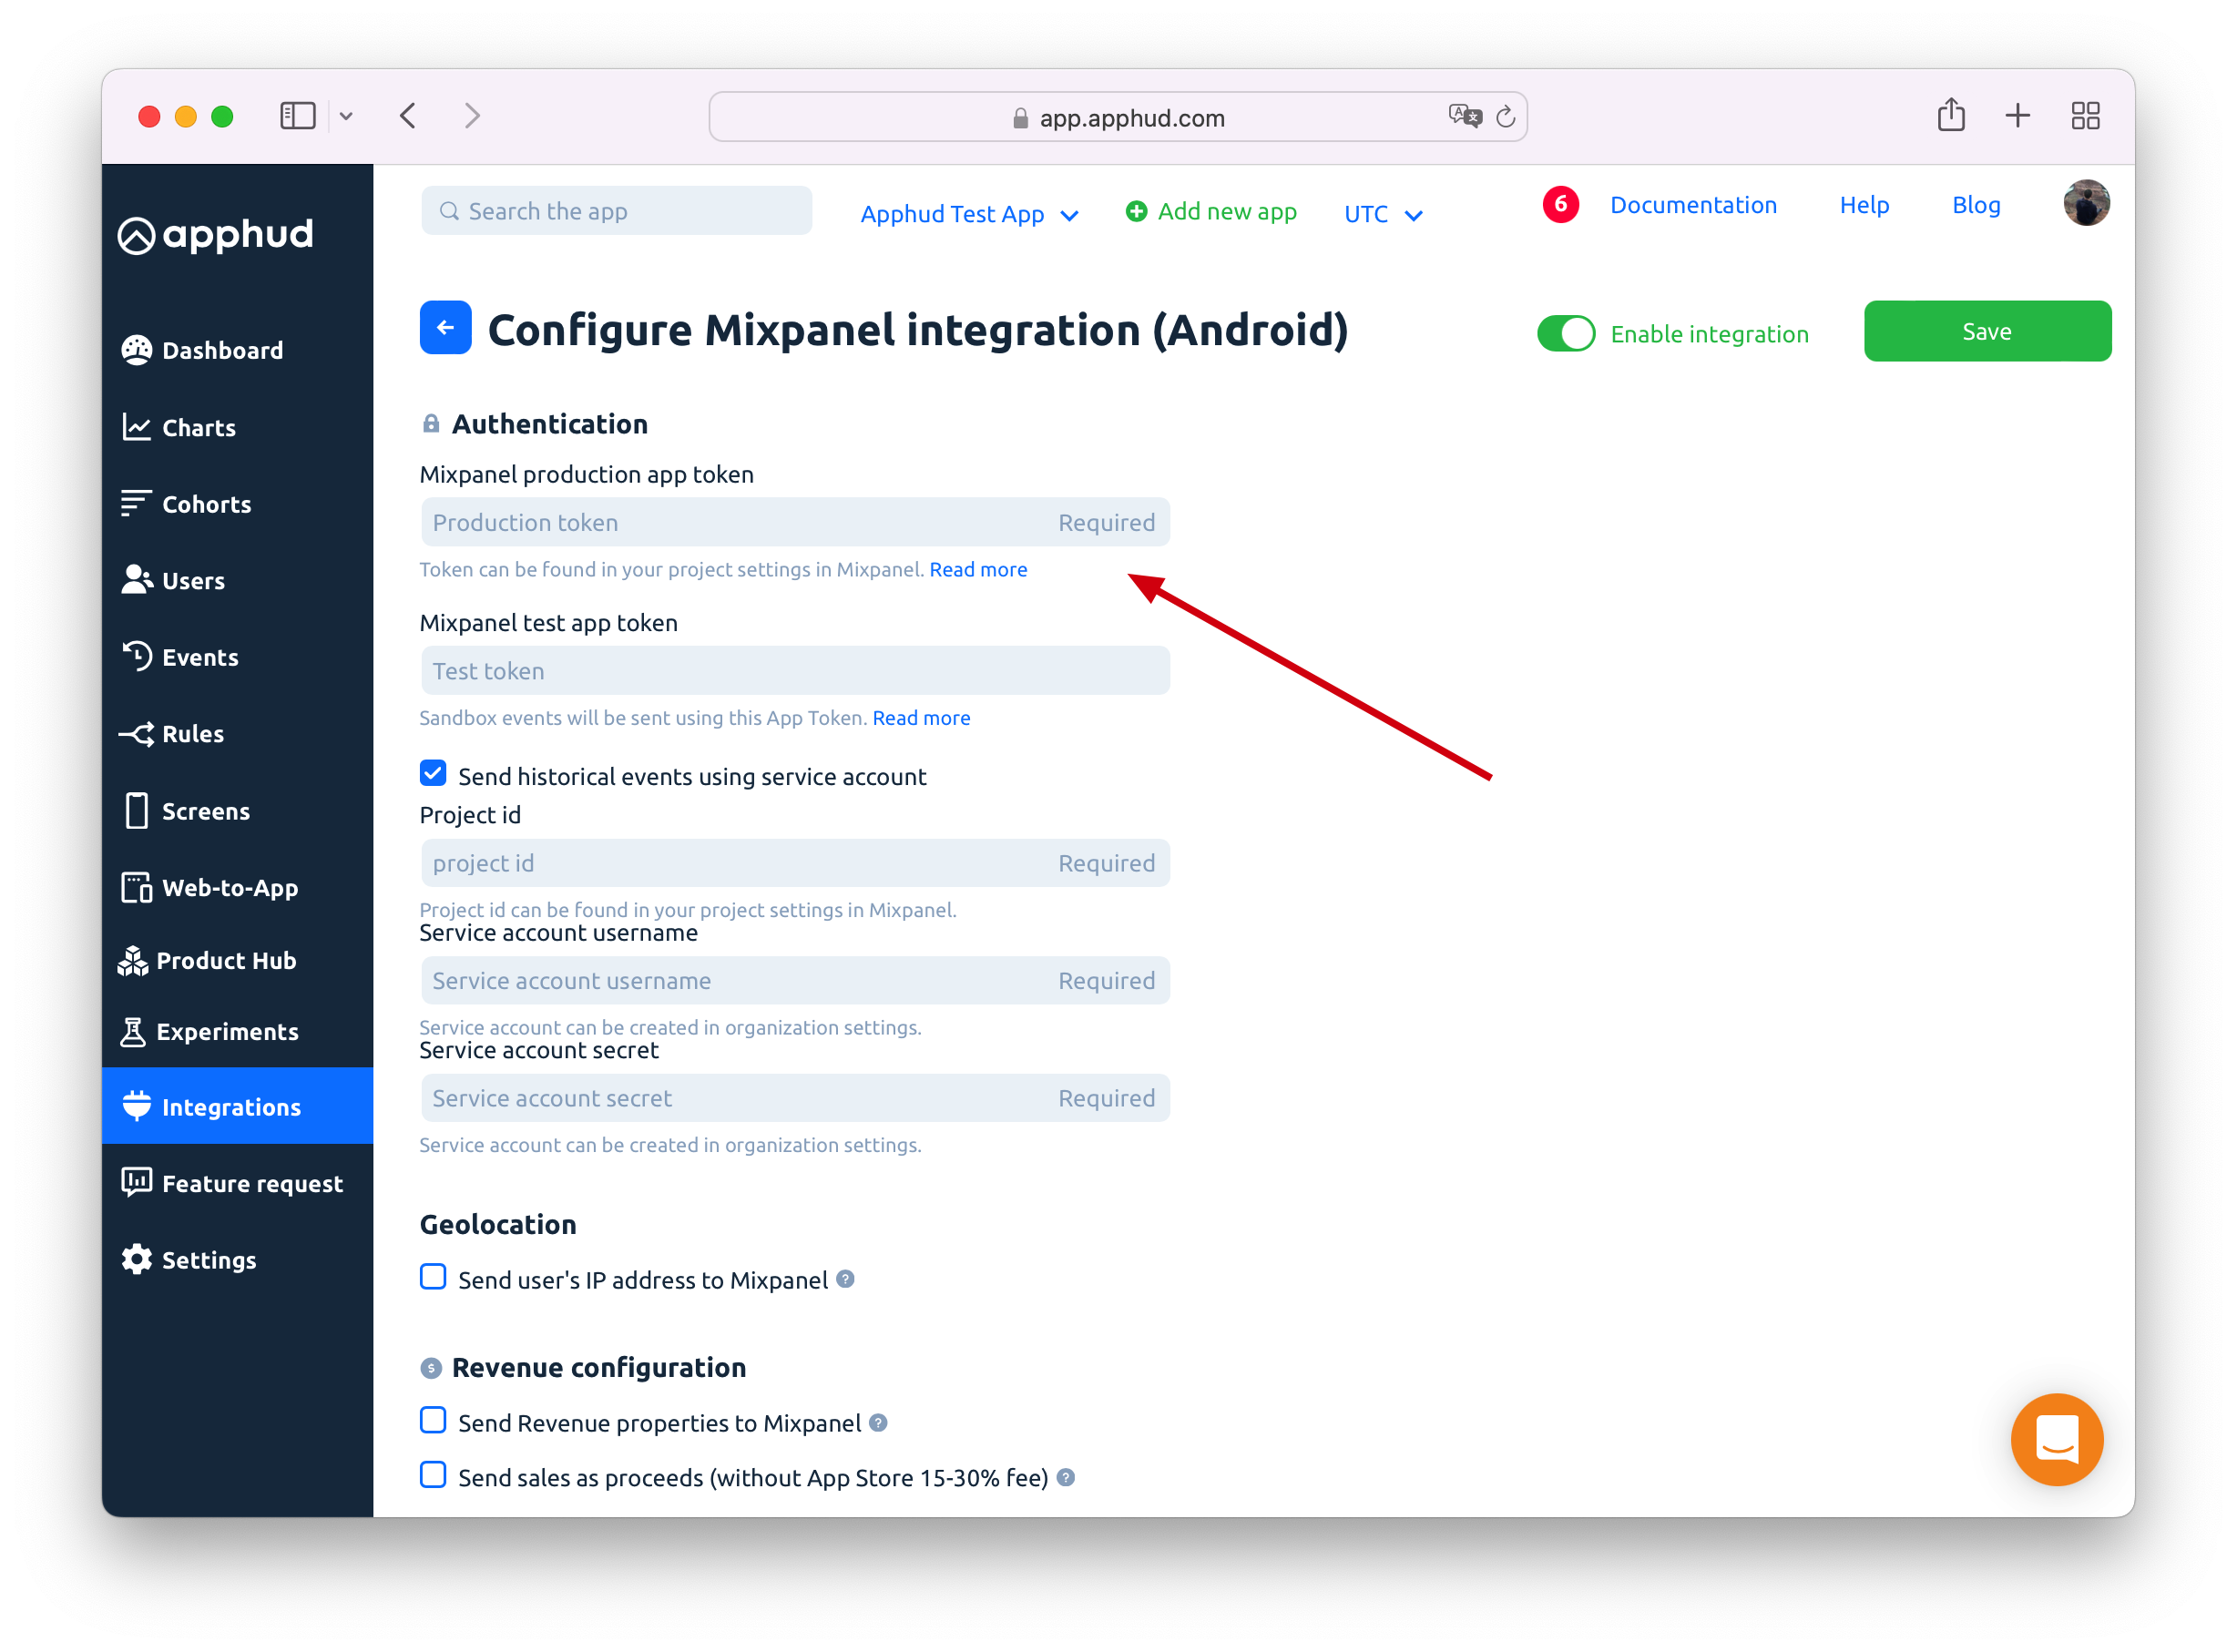 app.apphud.com
apphud
Search the app
Apphud Test App
Add new app
UTC
6
Documentation
Help
Blog
Configure Mixpanel integration (Android)
Enable integration
Save
Dashboard
Charts
Cohorts
Users
Events
Rules
Screens
Web-to-App
Product Hub
Experiments
Integrations
Feature request
Settings
Authentication
Mixpanel production app token
Production token Required
Token can be found in your project settings in Mixpanel. Read more
Mixpanel test app token
Test token
Sandbox events will be sent using this App Token. Read more
Send historical events using service account
Project id
project id Required
Project id can be found in your project settings in Mixpanel.
Service account username
Service account username Required
Service account can be created in organization settings.
Service account secret
Service account secret Required
Service account can be created in organization settings.
Geolocation
Send user's IP address to Mixpanel ?
$ Revenue configuration
Send Revenue properties to Mixpanel ?
Send sales as proceeds (without App Store 15-30% fee) ?